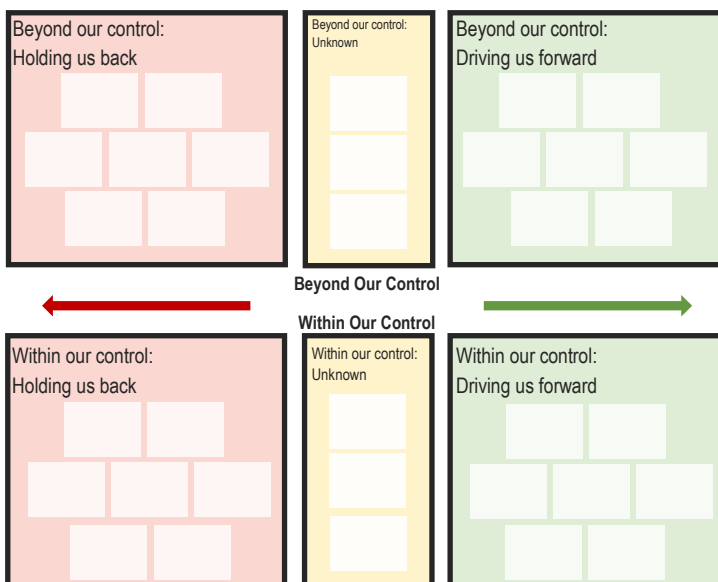 Beyond our control:
Holding us back
Beyond our control:
Unknown
Beyond our control:
Driving us forward
Beyond Our Control
Within Our Control
Within our control:
Holding us back
Within our control:
Unknown
Within our control:
Driving us forward